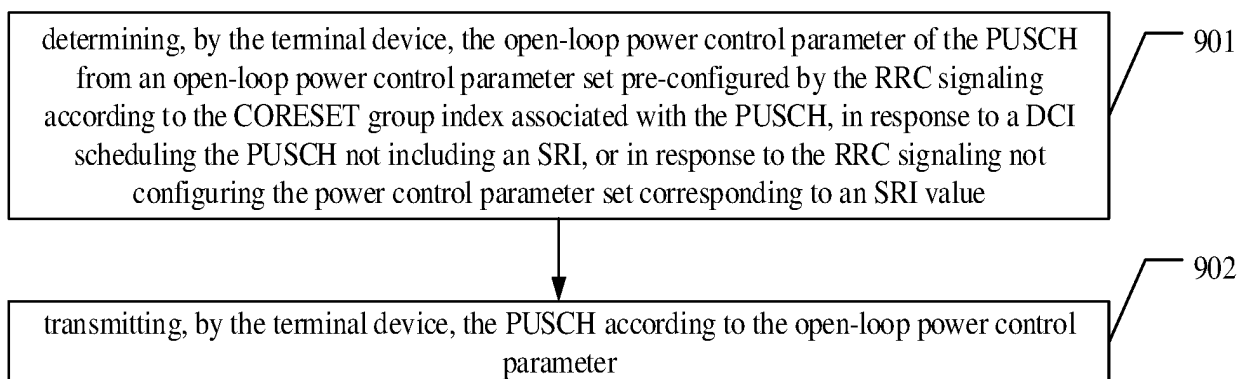 determining, by the terminal device, the open-loop power control parameter of the PUSCH
from an open-loop power control parameter set pre-configured by the RRC signaling
according to the CORESET group index associated with the PUSCH, in response to a DCI
scheduling the PUSCH not including an SRI, or in response to the RRC signaling not
configuring the power control parameter set corresponding to an SRI value
901
transmitting, by the terminal device, the PUSCH according to the open-loop power control
parameter
902